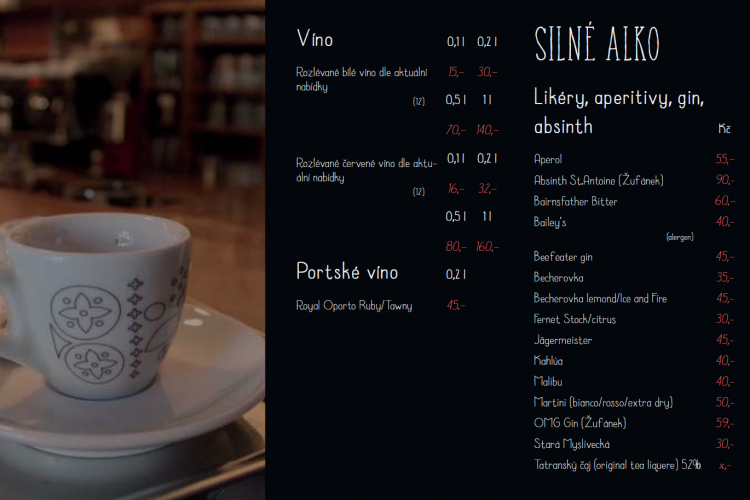 Víno 0,1 l 0,2 l
Rozlévané bílé víno dle aktuální 15,- 30,-
nabídky
(12) 0,5 l 1 l
70,- 140,-
Rozlévané červené víno dle aktu- 0,1 l 0,2 l
ální nabídky
(12) 16,- 32,-
0,5 l 1 l
80,- 160,-
Portské víno 0,2 l
Royal Oporto Ruby/Tawny 45,-
SILNÉ ALKO
Likéry, aperitivy, gin,
absinth Kč
Aperol 55,-
Absinth St.Antoine (Žufánek) 90,-
Bairnsfather Bitter 60,-
Bailey's 40,-
(alergen)
Beefeater gin 45,-
Becherovka 35,-
Becherovka lemond/Ice and Fire 45,-
Fernet Stock/citrus 30,-
Jägermeister 45,-
Kahlúa 40,-
Malibu 40,-
Martini (bianco/rosso/extra dry) 50,-
OMG Gin (Žufánek) 59,-
Stará Myslivecká 30,-
Tatranský čaj (original tea liquere) x,-